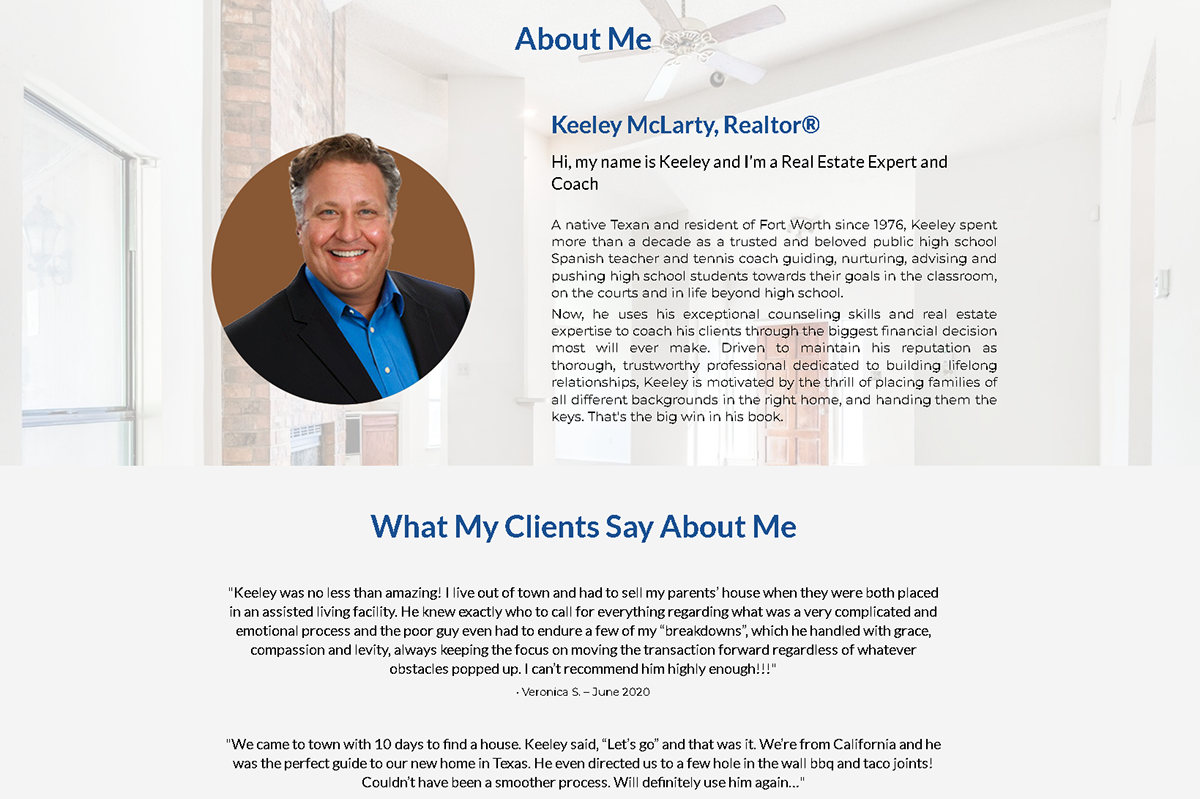 About Me
Keeley McLarty, Realtor®
Hi, my name is Keeley and I'm a Real Estate Expert and
Coach
A native Texan and resident of Fort Worth since 1976, Keeley spent
more than a decade as a trusted and beloved public high school
Spanish teacher and tennis coach guiding, nurturing, advising and
pushing high school students towards their goals in the classroom,
on the courts and in life beyond high school.
Now, he uses his exceptional counseling skills and real estate
expertise to coach his clients through the biggest financial decision
most will ever make. Driven to maintain his reputation as
thorough, trustworthy professional dedicated to building lifelong
relationships, Keeley is motivated by the thrill of placing families of
all different backgrounds in the right home, and handing them the
keys. That's the big win in his book.
What My Clients Say About Me
"Keeley was no less than amazing! I live out of town and had to sell my parents’ house when they were both placed
in an assisted living facility. He knew exactly who to call for everything regarding what was a very complicated and
emotional process and the poor guy even had to endure a few of my “breakdowns”, which he handled with grace,
compassion and levity, always keeping the focus on moving the transaction forward regardless of whatever
obstacles popped up. I can’t recommend him highly enough!!!"
· Veronica S. – June 2020
"We came to town with 10 days to find a house. Keeley said, “Let’s go” and that was it. We’re from California and he
was the perfect guide to our new home in Texas. He even directed us to a few hole in the wall bbq and taco joints!
Couldn’t have been a smoother process. Will definitely use him again…"